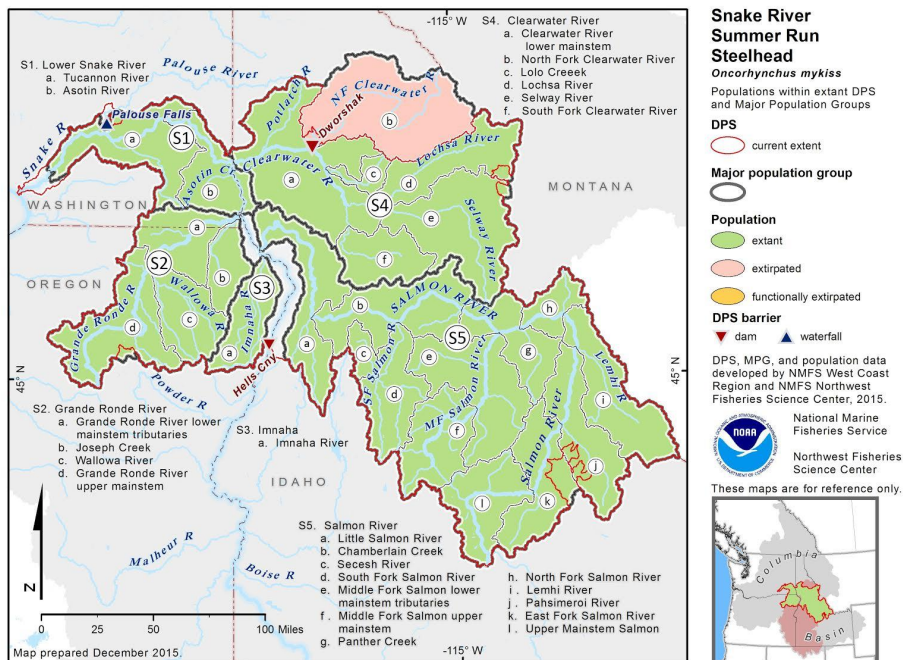 Snake River
Summer Run
Steelhead
Oncorhynchus mykiss
Populations within extant DPS
and Major Population Groups
DPS
current extent
Major population group
Population
extant
extirpated
functionally extirpated
DPS barrier
dam
waterfall
DPS, MPG, and population data
developed by NMFS West Coast
Region and NMFS Northwest
Fisheries Science Center, 2015.
NOAA
National Marine
Fisheries Service
Northwest Fisheries
Science Center
These maps are for reference only.
Columbia
Basin
-115° W
S4. Clearwater River
a. Clearwater River
lower mainstem
b. North Fork Clearwater River
c. Lolo Creeek
d. Lochsa River
e. Selway River
f. South Fork Clearwater River
S1. Lower Snake River
a. Tucannon River
b. Asotin River
Palouse River
Palouse Falls
Snake R
S1
a
b
Asotin Cr
Potlatch R
Dworshak
NF Clearwater R
b
Clearwater R
Lochsa River
Selway River
S4
a
c
d
e
f
WASHINGTON
MONTANA
OREGON
IDAHO
S2
a
b
c
d
Grande Ronde R
Wallowa R
S3
a
Imnaha R
Hells Cny
Powder R
SALMON RIVER
S5
a
b
c
d
e
f
g
h
i
j
k
l
SF Salmon R
MF Salmon River
Salmon River
Lemhi R
45° N
45° N
S2. Grande Ronde River
a. Grande Ronde River lower
mainstem tributaries
b. Joseph Creek
c. Wallowa River
d. Grande Ronde River
upper mainstem
S3. Imnaha
a. Imnaha River
Malheur R
Boise R
S5. Salmon River
a. Little Salmon River
b. Chamberlain Creek
c. Secesh River
d. South Fork Salmon River
e. Middle Fork Salmon lower
mainstem tributaries
f. Middle Fork Salmon upper
mainstem
g. Panther Creek
h. North Fork Salmon River
i. Lemhi River
j. Pahsimeroi River
k. East Fork Salmon River
l. Upper Mainstem Salmon
N
0 50 100 Miles
Map prepared December 2015.
-115° W